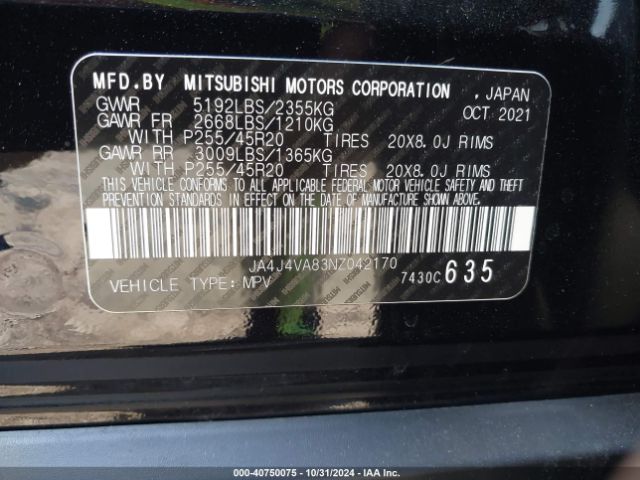 MFD.BY MITSUBISHI MOTORS CORPORATION , JAPAN
GWR 5192LBS/2355KG OCT 2021
GAWR FR 2668LBS/1210KG
WITH P255/45R20 TIRES 20X8.0J RIMS
GAWR RR 3009LBS/1365KG
WITH P255/45R20 TIRES 20X8.0J RIMS
THIS VEHICLE CONFORMS TO ALL APPLICABLE FEDERAL MOTOR VEHICLE SAFETY AND THEFT
PREVENTION STANDARDS IN EFFECT ON THE DATE OF MANUFACTURE SHOWN ABOVE.
JA4J4VA83NZ042170
VEHICLE TYPE: MPV 7430C 635
000-40750075 - 10/31/2024 - IAA Inc.